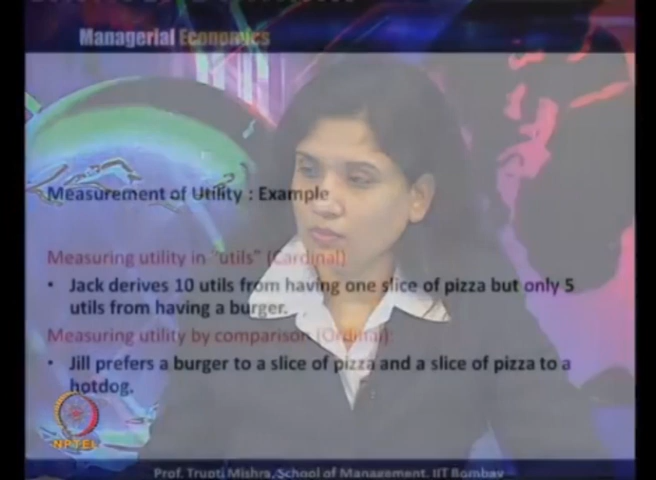 Managerial Economics
Measurement of Utility : Example
Measuring utility in "utils" (Cardinal)
• Jack derives 10 utils from having one slice of pizza but only 5
utils from having a burger.
Measuring utility by comparison (Ordinal):
• Jill prefers a burger to a slice of pizza and a slice of pizza to a
hotdog.
NPTEL
Prof. Trupti Mishra, School of Management, IIT Bombay